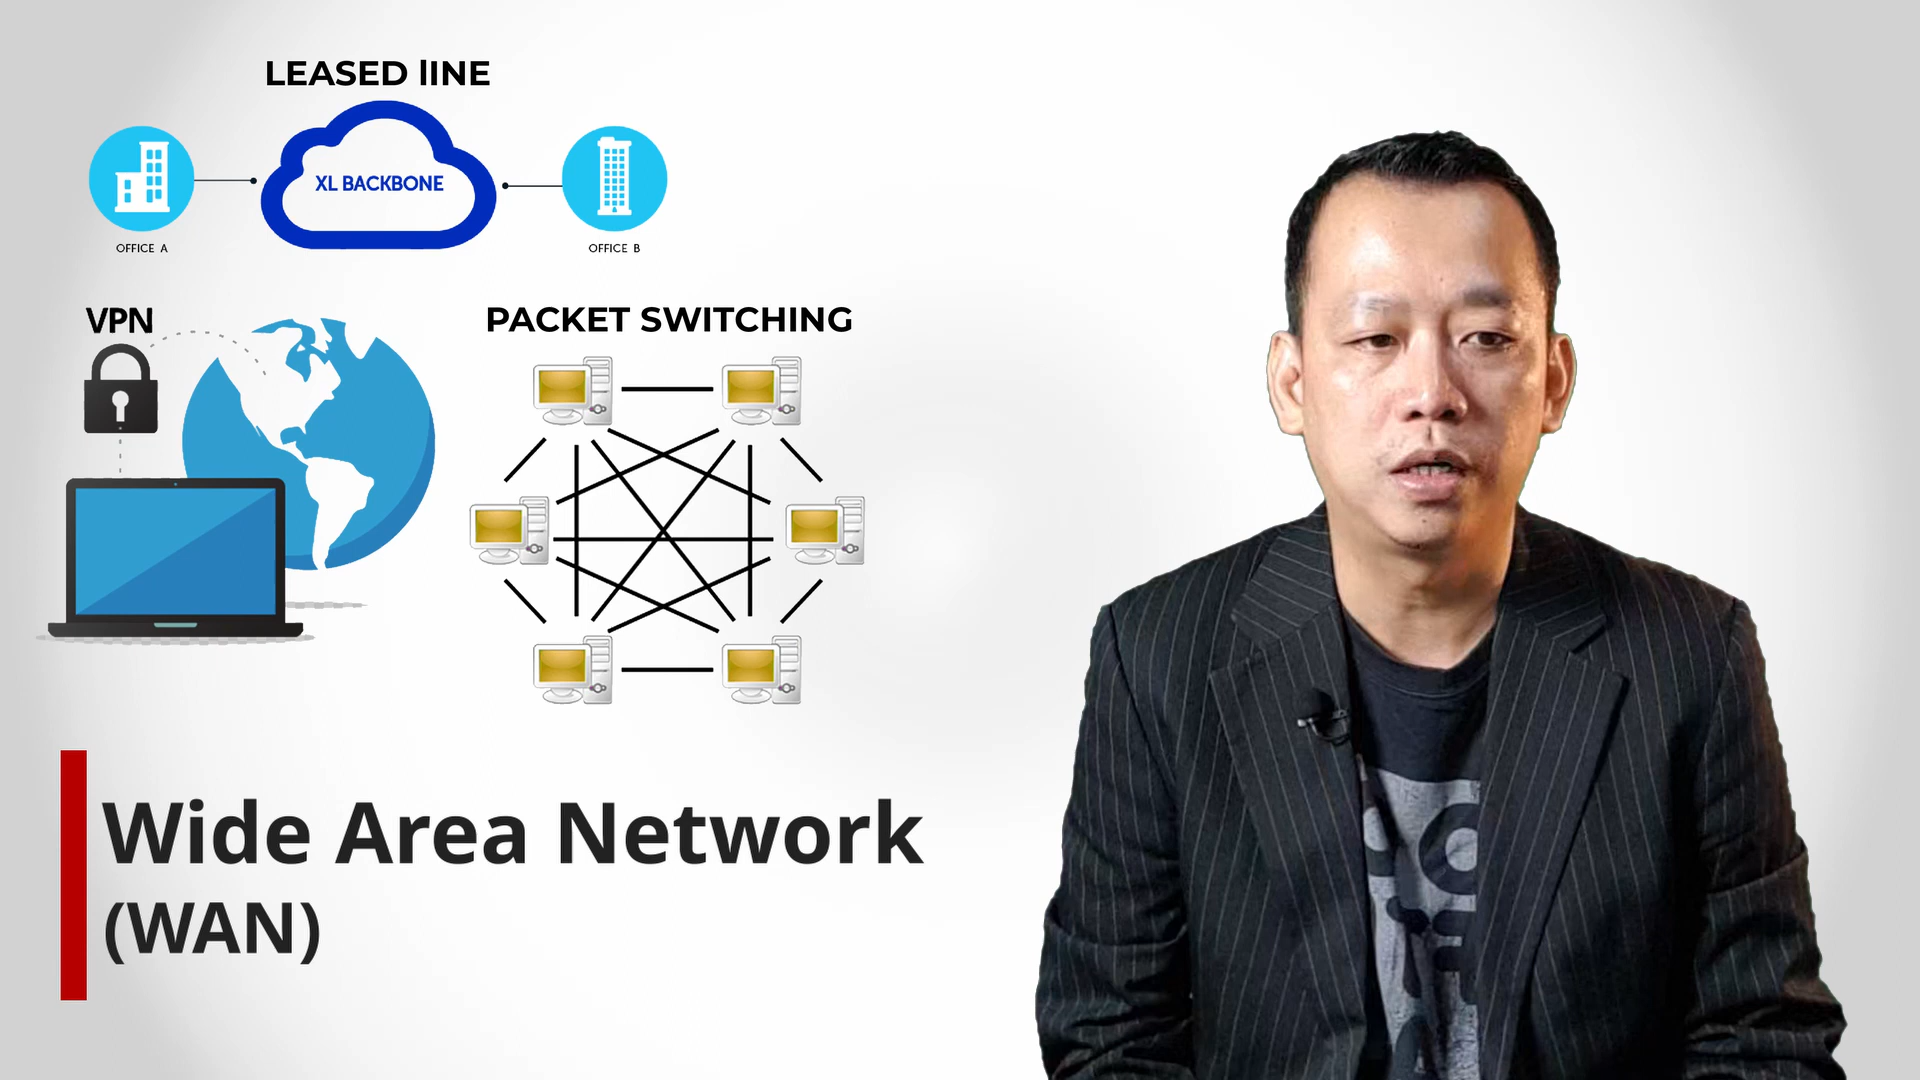 LEASED lINE
XL BACKBONE
OFFICE A
OFFICE B
VPN
PACKET SWITCHING
Wide Area Network
(WAN)